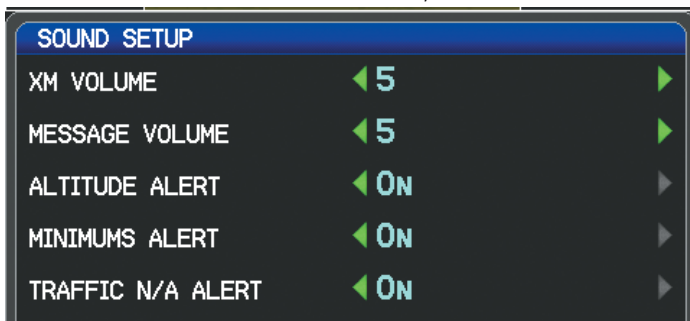 SOUND SETUP
XM VOLUME 5
MESSAGE VOLUME 5
ALTITUDE ALERT ON
MINIMUMS ALERT ON
TRAFFIC N/A ALERT ON